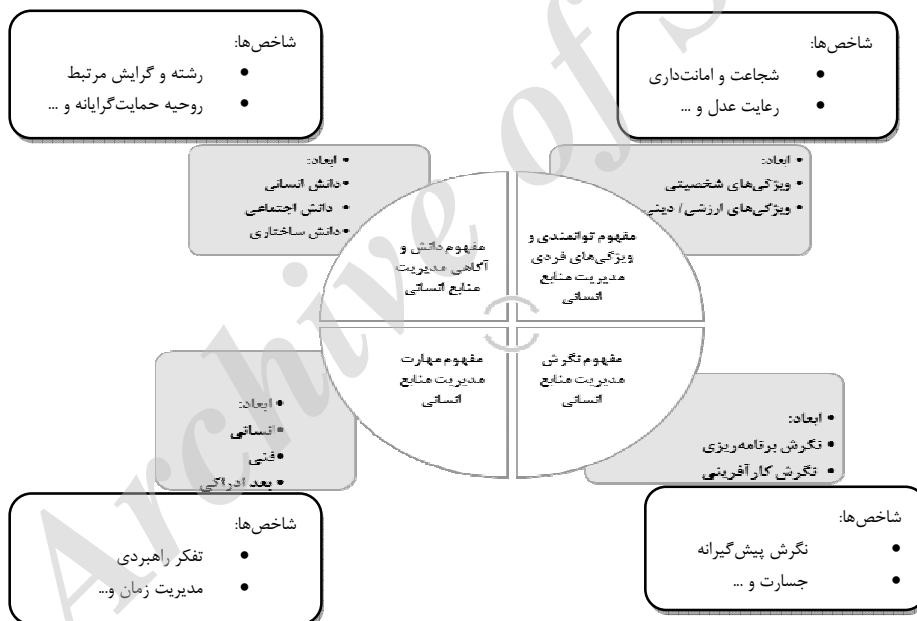 شاخص‌ها:
• شجاعت و امانت‌داری
• رعایت عدل و ...
شاخص‌ها:
• رشته و گرایش مرتبط
• روحیه حمایت‌گرایانه و ...
• ابعاد:
• ویژگی‌های شخصیتی
• ویژگی‌های ارزشی/ دینی
• ابعاد:
• دانش انسانی
• دانش اجتماعی
• دانش ساختاری
مفهوم توانمندی و
ویژگی‌های فردی
مدیریت منابع
انسانی
مفهوم دانش و
آگاهی مدیریت
منابع انسانی
مفهوم نگرش
مدیریت منابع
انسانی
مفهوم مهارت
مدیریت منابع
انسانی
• ابعاد:
• نگرش برنامه‌ریزی
• نگرش کارآفرینی
• ابعاد:
• انسانی
• فنی
• بعد ادراکی
شاخص‌ها:
• نگرش پیش‌گیرانه
• جسارت و ...
شاخص‌ها:
• تفکر راهبردی
• مدیریت زمان و...
Archive of S